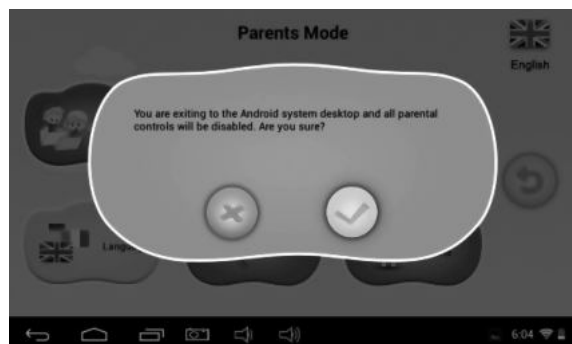 Parents Mode
English
You are exiting to the Android system desktop and all parental
controls will be disabled. Are you sure?
6:04